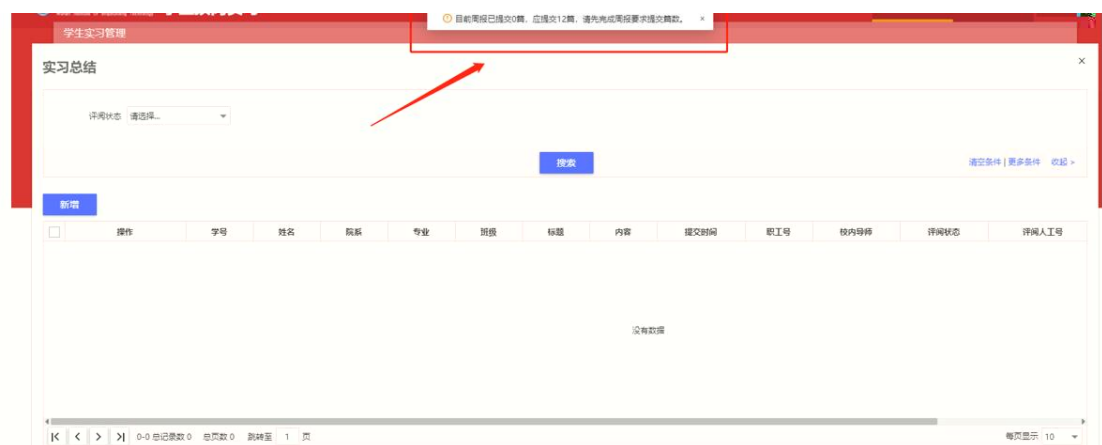 目前周报已提交0篇，应提交12篇，请先完成周报要求提交篇数。 ×
学生实习管理
实习总结 ×
评阅状态 请选择...
搜索
清空条件 | 更多条件 收起
新增
操作 学号 姓名 院系 专业 班级 标题 内容 提交时间 职工号 校内导师 评阅状态 评阅人工号
没有数据
0-0 总记录数 0 总页数 0 跳转至 1 页
每页显示 10